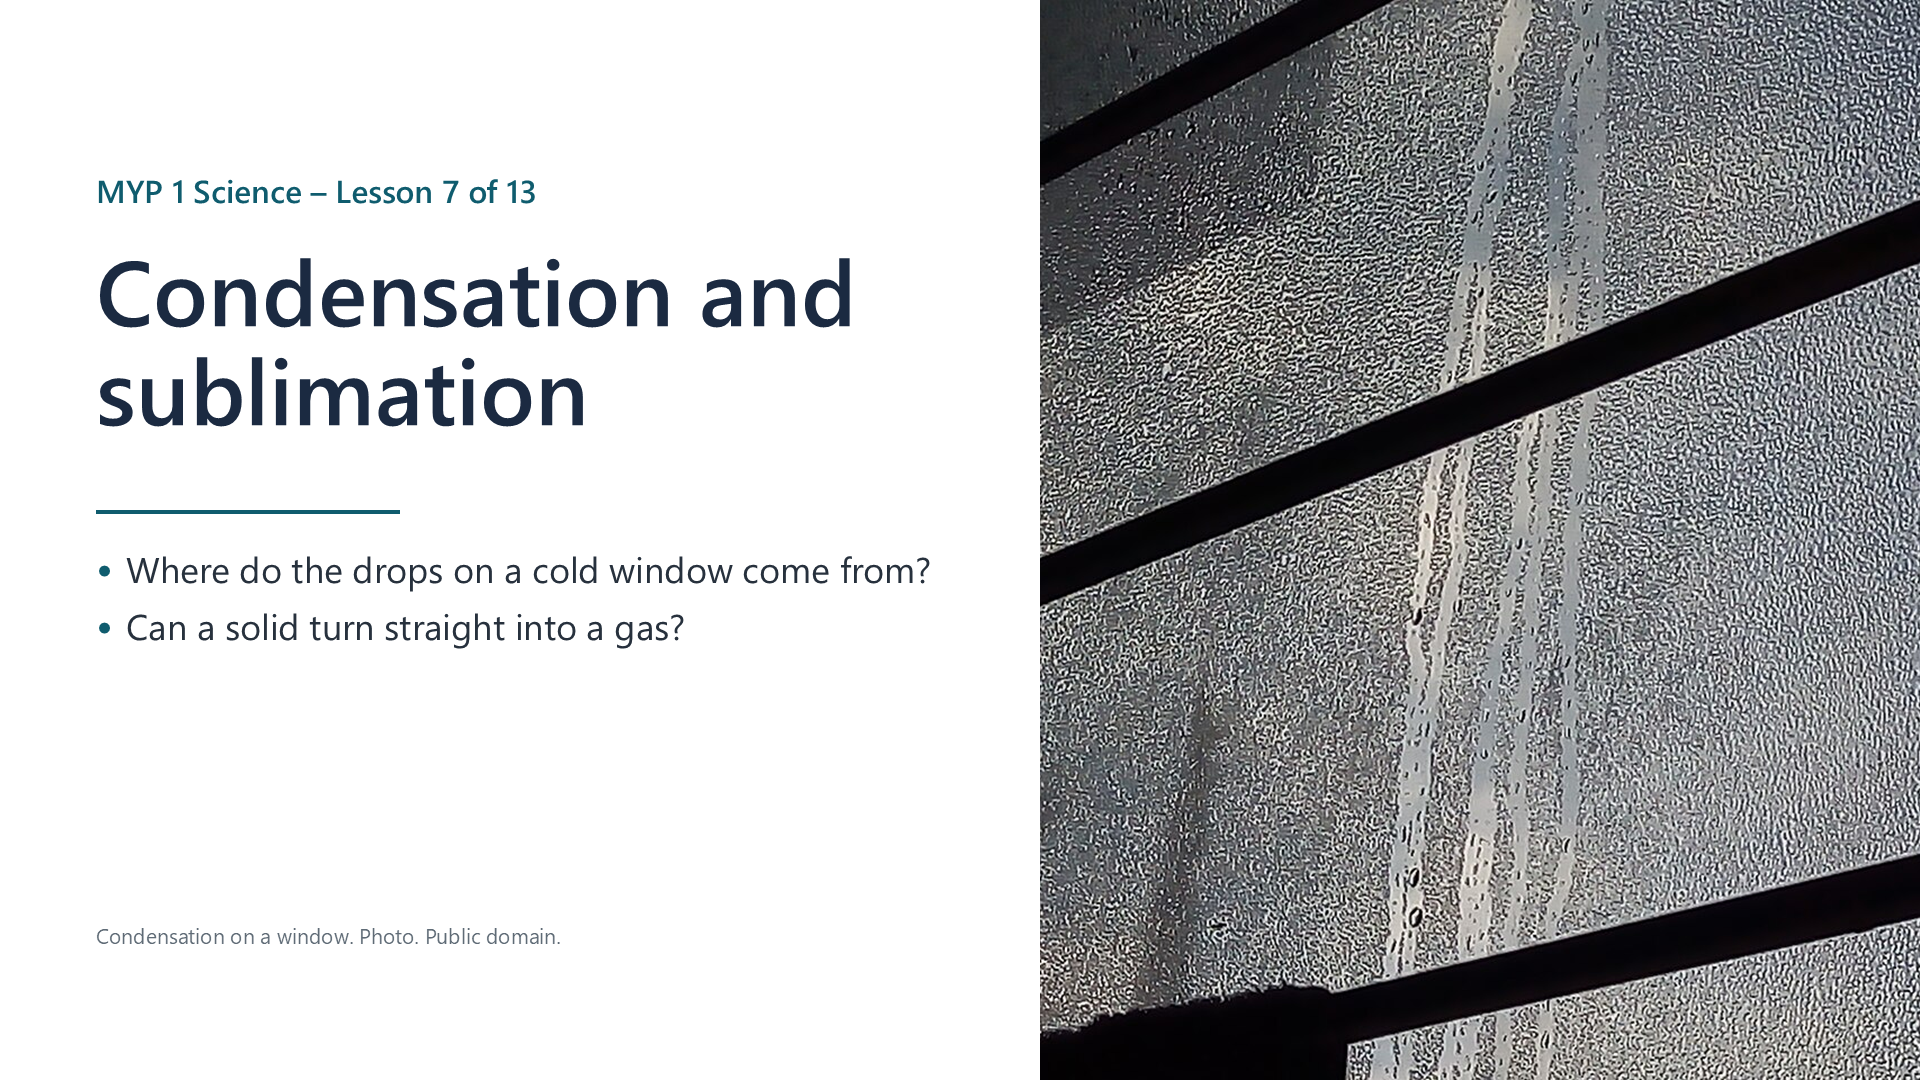 MYP 1 Science – Lesson 7 of 13
Condensation and
sublimation
• Where do the drops on a cold window come from?
• Can a solid turn straight into a gas?
Condensation on a window. Photo. Public domain.